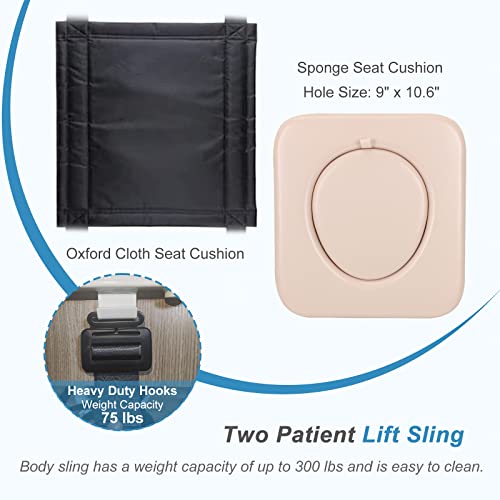 Sponge Seat Cushion
Hole Size: 9" x 10.6"
Oxford Cloth Seat Cushion
Heavy Duty Hooks
Weight Capacity
75 lbs
Two Patient Lift Sling
Body sling has a weight capacity of up to 300 lbs and is easy to clean.